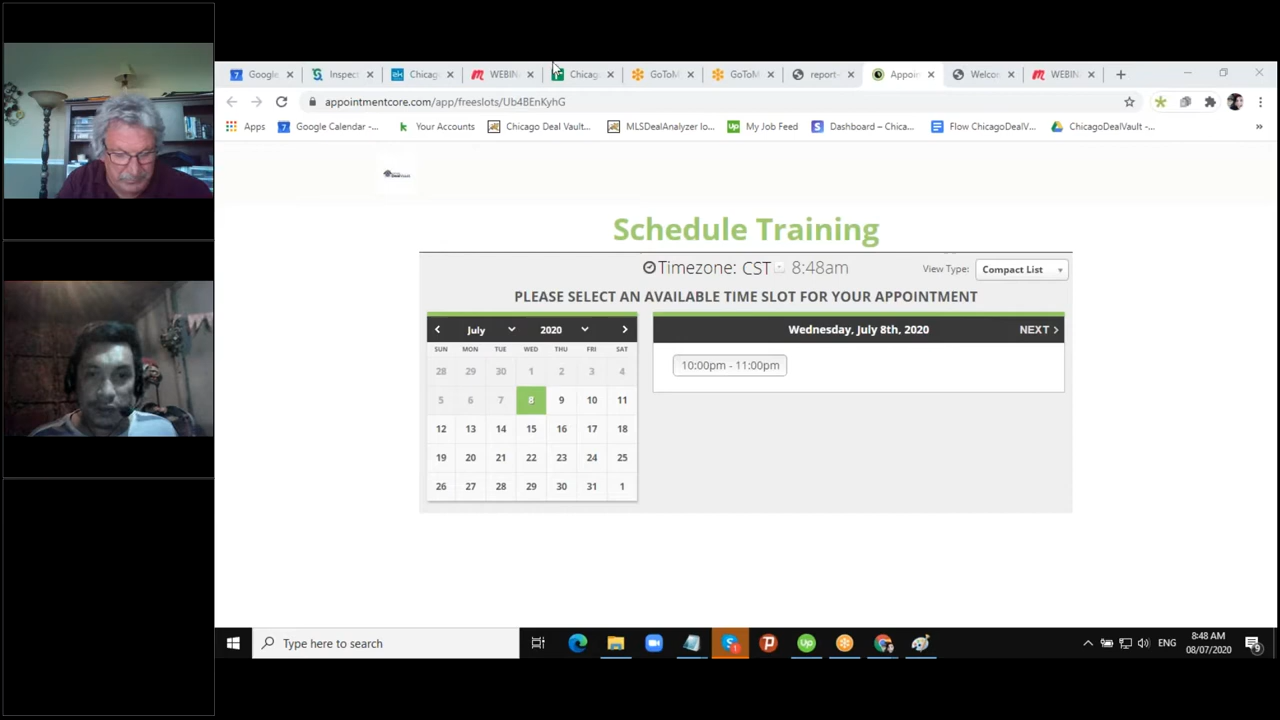 Google
Inspect
Chicag
WEBIN
Chicag
GoToM
GoToM
report-
Appoin
Welcon
WEBIN
appointmentcore.com/app/freeslots/Ub4BEnKyhG
Apps
Google Calendar -...
Your Accounts
Chicago Deal Vault...
MLSDealAnalyzer lo...
My Job Feed
Dashboard – Chica...
Flow ChicagoDealV...
ChicagoDealVault -...
»
Schedule Training
Timezone: CST 8:48am
View Type: Compact List
PLEASE SELECT AN AVAILABLE TIME SLOT FOR YOUR APPOINTMENT
July 2020
Wednesday, July 8th, 2020 NEXT
SUN MON TUE WED THU FRI SAT
28 29 30 1 2 3 4
10:00pm - 11:00pm
5 6 7 8 9 10 11
12 13 14 15 16 17 18
19 20 21 22 23 24 25
26 27 28 29 30 31 1
Type here to search
ENG
8:48 AM
08/07/2020
9